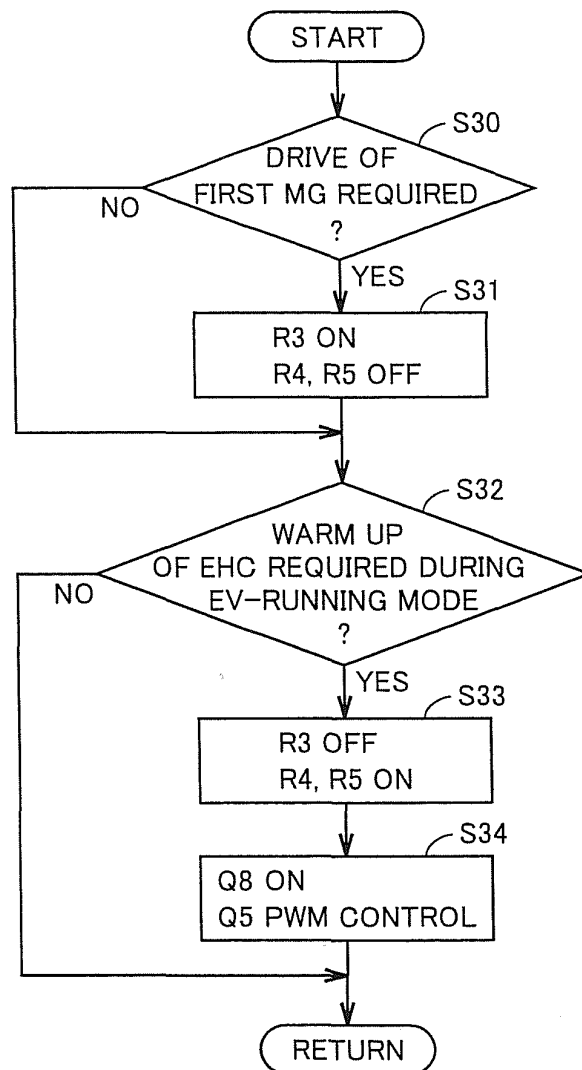 START
S30
DRIVE OF
FIRST MG REQUIRED
?
NO
YES
S31
R3 ON
R4, R5 OFF
S32
WARM UP
OF EHC REQUIRED DURING
EV-RUNNING MODE
?
NO
YES
S33
R3 OFF
R4, R5 ON
S34
Q8 ON
Q5 PWM CONTROL
RETURN